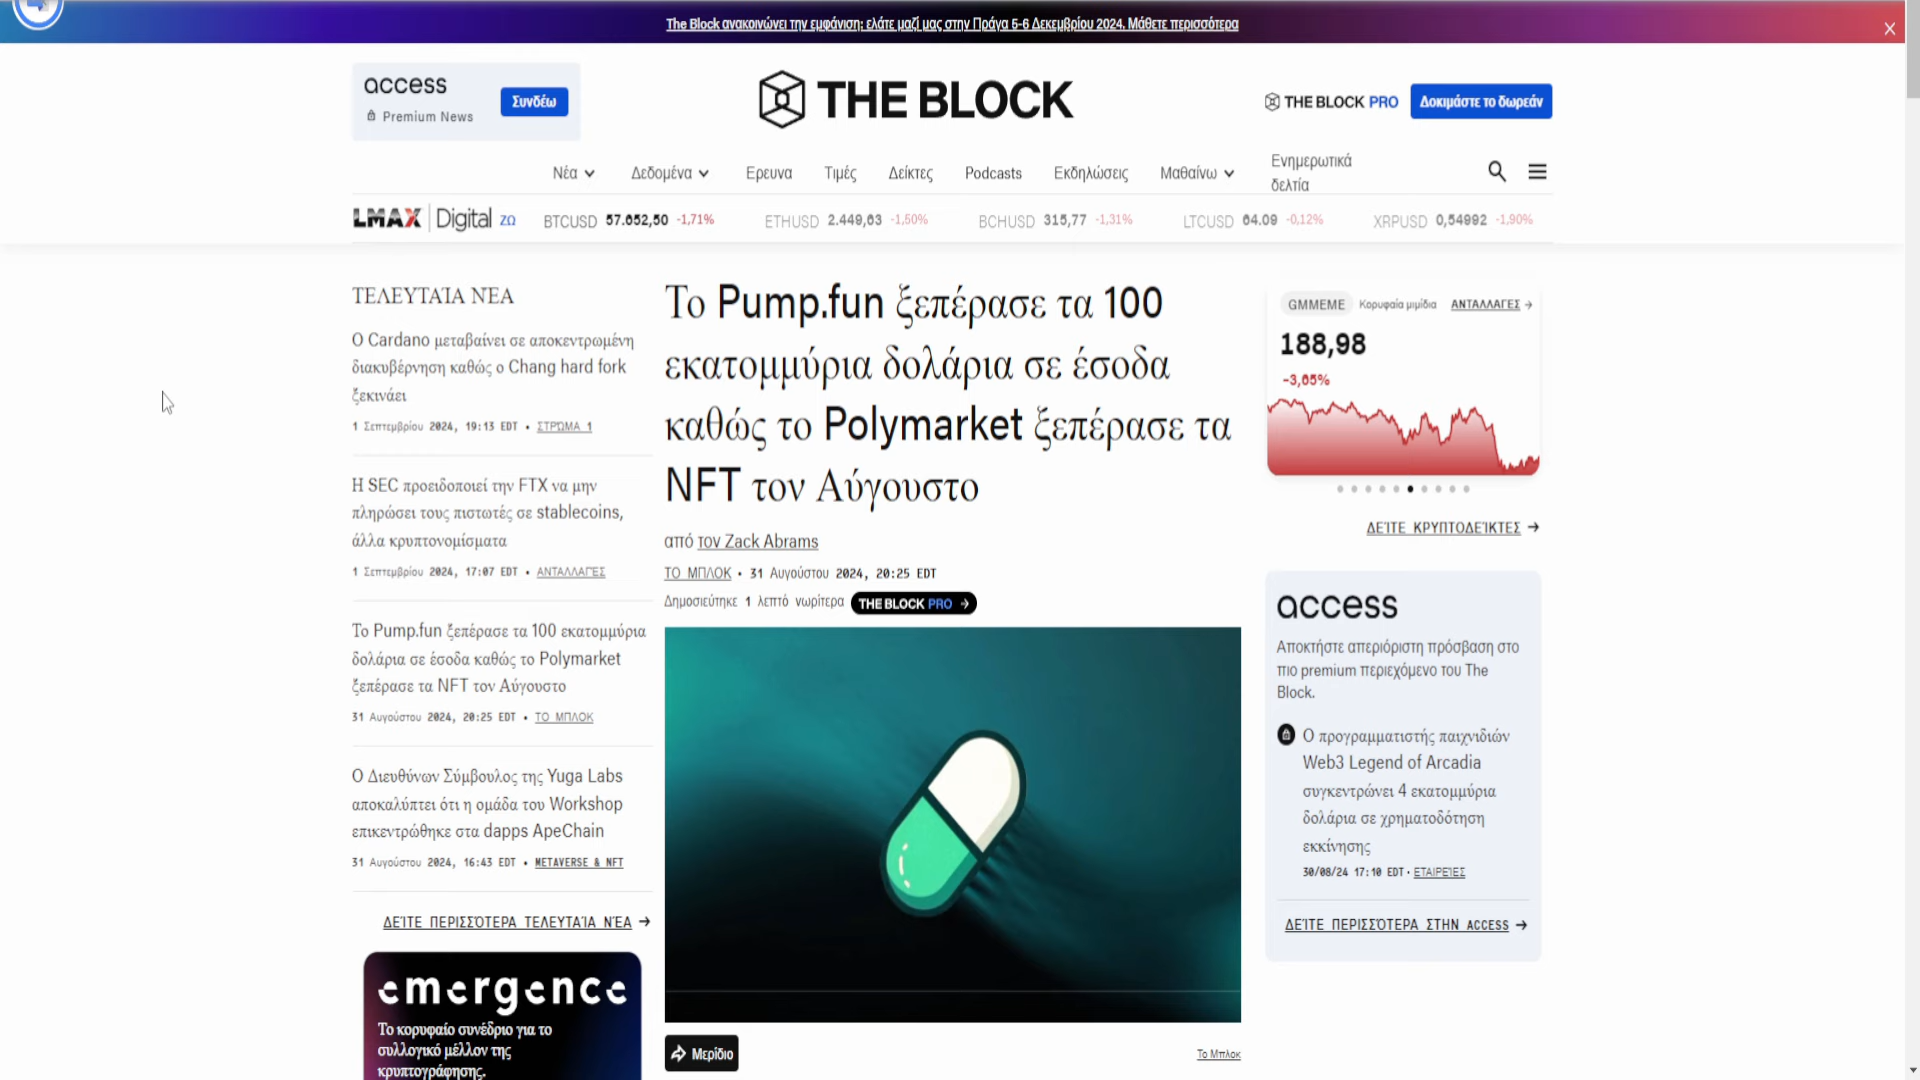 The Block ανακοινώνει την εμφάνιση: ελάτε μαζί μας στην Πράγα 5-6 Δεκεμβρίου 2024. Μάθετε περισσότερα
access
Premium News
Συνδέω
THE BLOCK
THE BLOCK PRO
Δοκιμάστε το δωρεάν
Νέα
Δεδομένα
Ερευνα
Τιμές
Δείκτες
Podcasts
Εκδηλώσεις
Μαθαίνω
Ενημερωτικά
δελτία
LMAX Digital ΖΩ
BTCUSD 57.652,50 -1,71%
ETHUSD 2.449,63 -1,50%
BCHUSD 315,77 -1,31%
LTCUSD 64.09 -0,12%
XRPUSD 0,54992 -1,90%
ΤΕΛΕΥΤΑΊΑ ΝΈΑ
Ο Cardano μεταβαίνει σε αποκεντρωμένη
διακυβέρνηση καθώς ο Chang hard fork
ξεκινάει
1 Σεπτεμβρίου 2024, 19:13 EDT • ΣΤΡΏΜΑ 1
Η SEC προειδοποιεί την FTX να μην
πληρώσει τους πιστωτές σε stablecoins,
άλλα κρυπτονομίσματα
1 Σεπτεμβρίου 2024, 17:07 EDT • ΑΝΤΑΛΛΑΓΈΣ
Το Pump.fun ξεπέρασε τα 100 εκατομμύρια
δολάρια σε έσοδα καθώς το Polymarket
ξεπέρασε τα NFT τον Αύγουστο
31 Αυγούστου 2024, 20:25 EDT • ΤΟ ΜΠΛΟΚ
Ο Διευθύνων Σύμβουλος της Yuga Labs
αποκαλύπτει ότι η ομάδα του Workshop
επικεντρώθηκε στα dapps ApeChain
31 Αυγούστου 2024, 16:43 EDT • METAVERSE & NFT
ΔΕΊΤΕ ΠΕΡΙΣΣΌΤΕΡΑ ΤΕΛΕΥΤΑΊΑ ΝΈΑ →
emergence
Το κορυφαίο συνέδριο για το
συλλογικό μέλλον της
κρυπτογράφησης.
Το Pump.fun ξεπέρασε τα 100
εκατομμύρια δολάρια σε έσοδα
καθώς το Polymarket ξεπέρασε τα
NFT τον Αύγουστο
από τον Zack Abrams
ΤΟ ΜΠΛΟΚ • 31 Αυγούστου 2024, 20:25 EDT
Δημοσιεύτηκε 1 λεπτό νωρίτερα THE BLOCK PRO →
Μερίδιο
Το Μπλοκ
GMMEME Κορυφαία μιμίδια ΑΝΤΑΛΛΑΓΈΣ →
188,98
-3,65%
ΔΕΊΤΕ ΚΡΥΠΤΟΔΕΊΚΤΕΣ →
access
Αποκτήστε απεριόριστη πρόσβαση στο
πιο premium περιεχόμενο του The
Block.
Ο προγραμματιστής παιχνιδιών
Web3 Legend of Arcadia
συγκεντρώνει 4 εκατομμύρια
δολάρια σε χρηματοδότηση
εκκίνησης
30/08/24 17:10 EDT • ΕΤΑΙΡΕΊΕΣ
ΔΕΊΤΕ ΠΕΡΙΣΣΌΤΕΡΑ ΣΤΗΝ ACCESS →